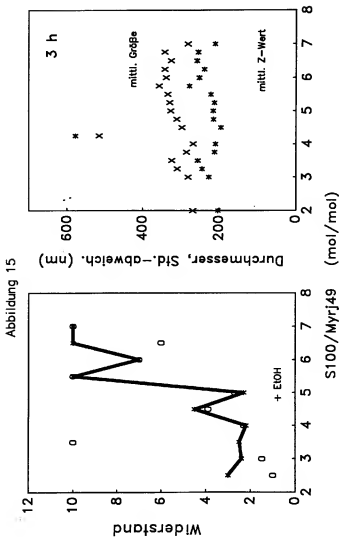 Abbildung 15
Widerstand
12
10
8
6
4
2
0
2 3 4 5 6 7 8
+ EtOH
S100/Myrj49 (mol/mol)
Durchmesser, Std.-abweich. (nm)
600
400
200
0
2 3 4 5 6 7 8
3 h
mittl. Größe
mittl. Z-Wert